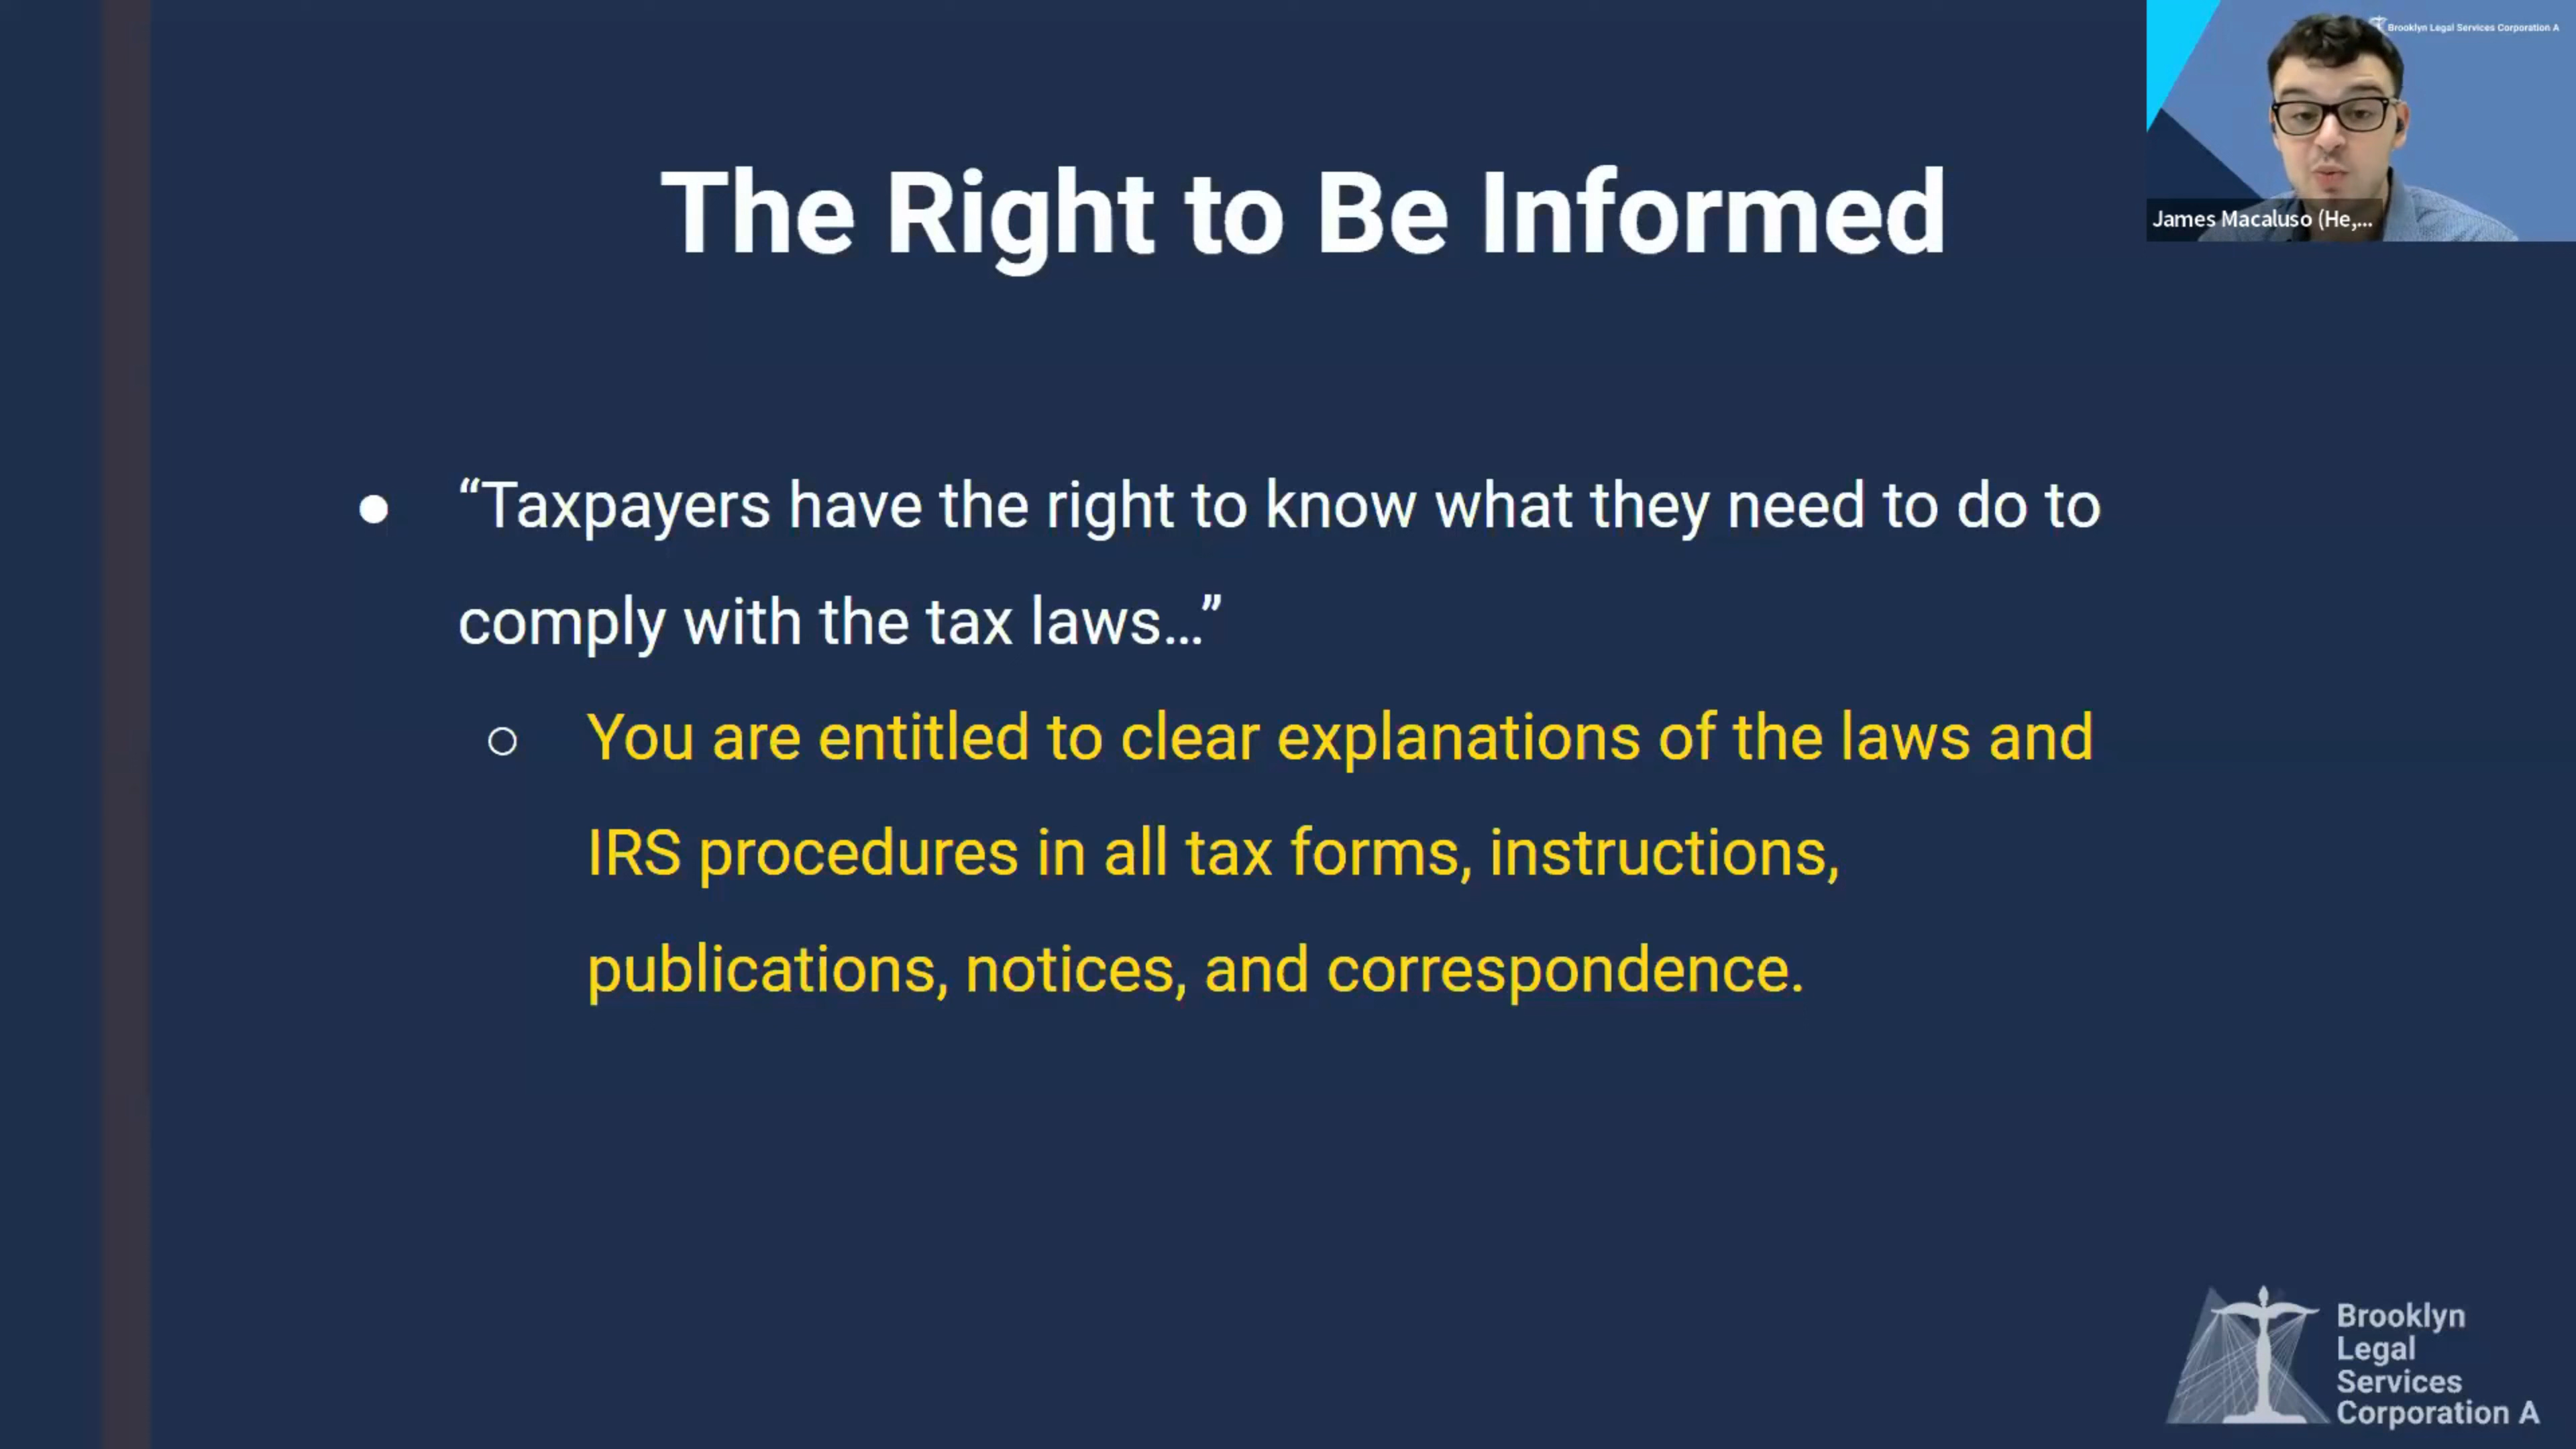 Brooklyn Legal Services Corporation A
James Macaluso (He,...
The Right to Be Informed
● “Taxpayers have the right to know what they need to do to
comply with the tax laws…”
○ You are entitled to clear explanations of the laws and
IRS procedures in all tax forms, instructions,
publications, notices, and correspondence.
Brooklyn
Legal
Services
Corporation A